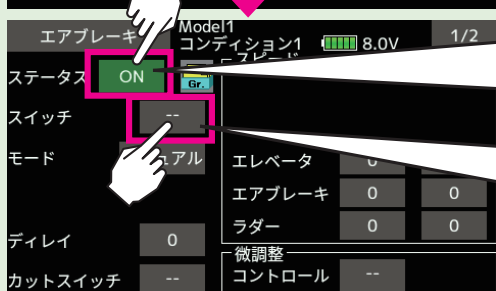 エアブレーキ Model1 1/2
コンディション1 8.0V
ステータス ON Gr. スピード
スイッチ --
モード ュアル エレベータ 0 0
エアブレーキ 0 0
ラダー 0 0
ディレイ 0
微調整
カットスイッチ -- コントロール --